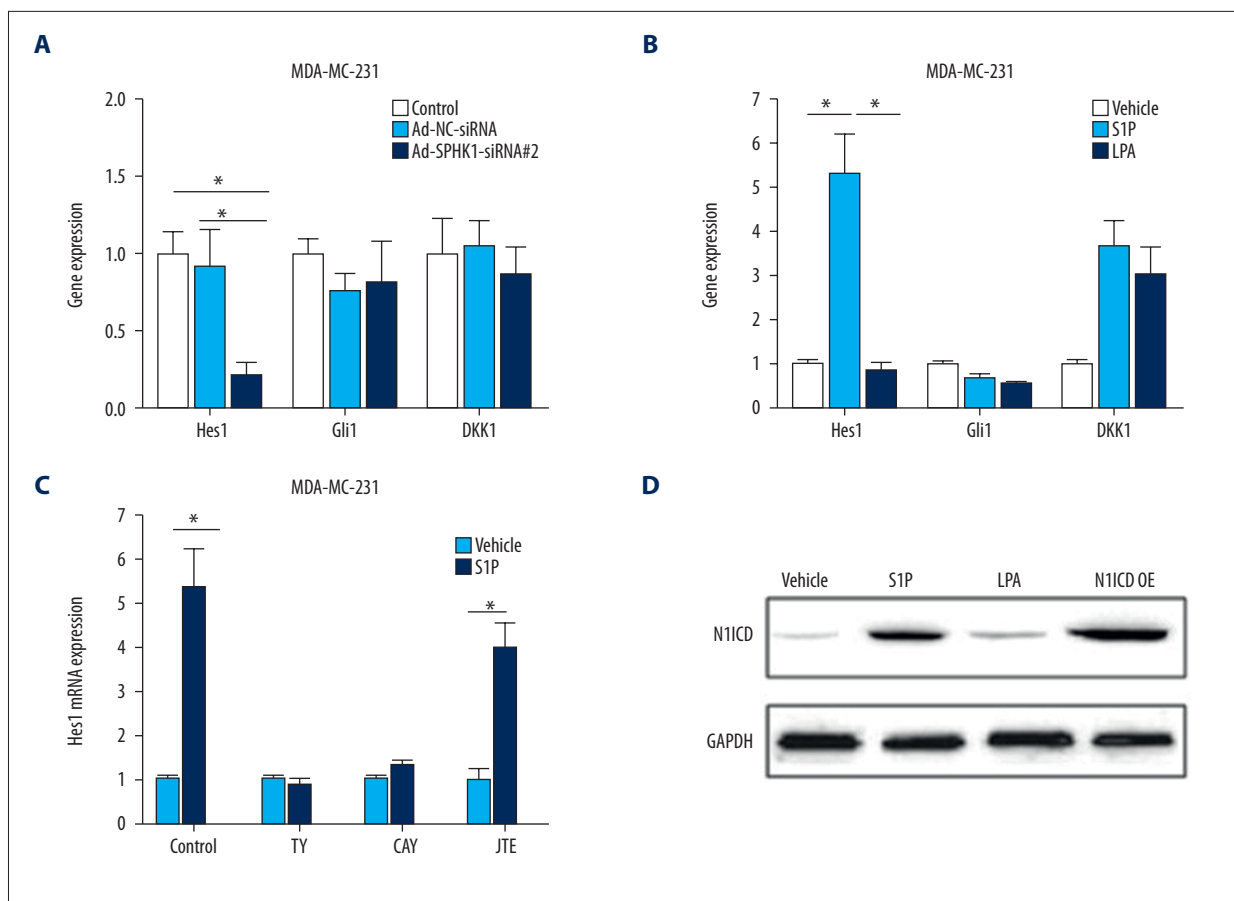 A
MDA-MC-231
Control
Ad-NC-siRNA
Ad-SPHK1-siRNA#2
Gene expression
2.0
1.5
1.0
0.5
0.0
*
*
Hes1 Gli1 DKK1
B
MDA-MC-231
Vehicle
S1P
LPA
Gene expression
7
6
5
4
3
2
1
0
* *
Hes1 Gli1 DKK1
C
MDA-MC-231
Vehicle
S1P
Hes1 mRNA expression
7
6
5
4
3
2
1
0
*
*
Control TY CAY JTE
D
Vehicle S1P LPA N1ICD OE
N1ICD
GAPDH